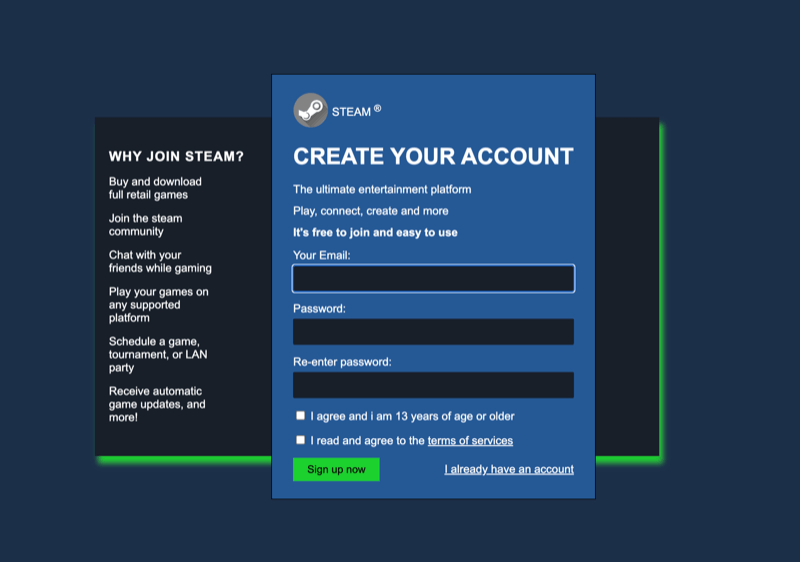 STEAM ®
WHY JOIN STEAM?
Buy and download
full retail games
Join the steam
community
Chat with your
friends while gaming
Play your games on
any supported
platform
Schedule a game,
tournament, or LAN
party
Receive automatic
game updates, and
more!
CREATE YOUR ACCOUNT
The ultimate entertainment platform
Play, connect, create and more
It's free to join and easy to use
Your Email:
Password:
Re-enter password:
I agree and i am 13 years of age or older
I read and agree to the terms of services
Sign up now
I already have an account